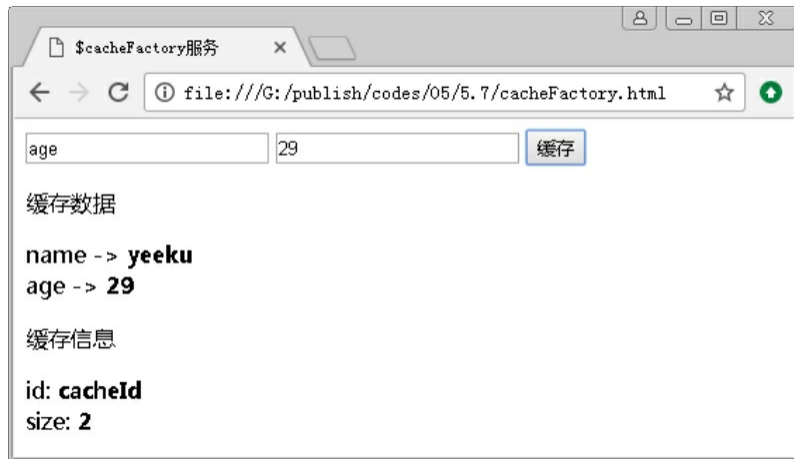 $cacheFactory服务
file:///G:/publish/codes/05/5.7/cacheFactory.html
age 29 缓存
缓存数据
name -> yeeku
age -> 29
缓存信息
id: cacheId
size: 2